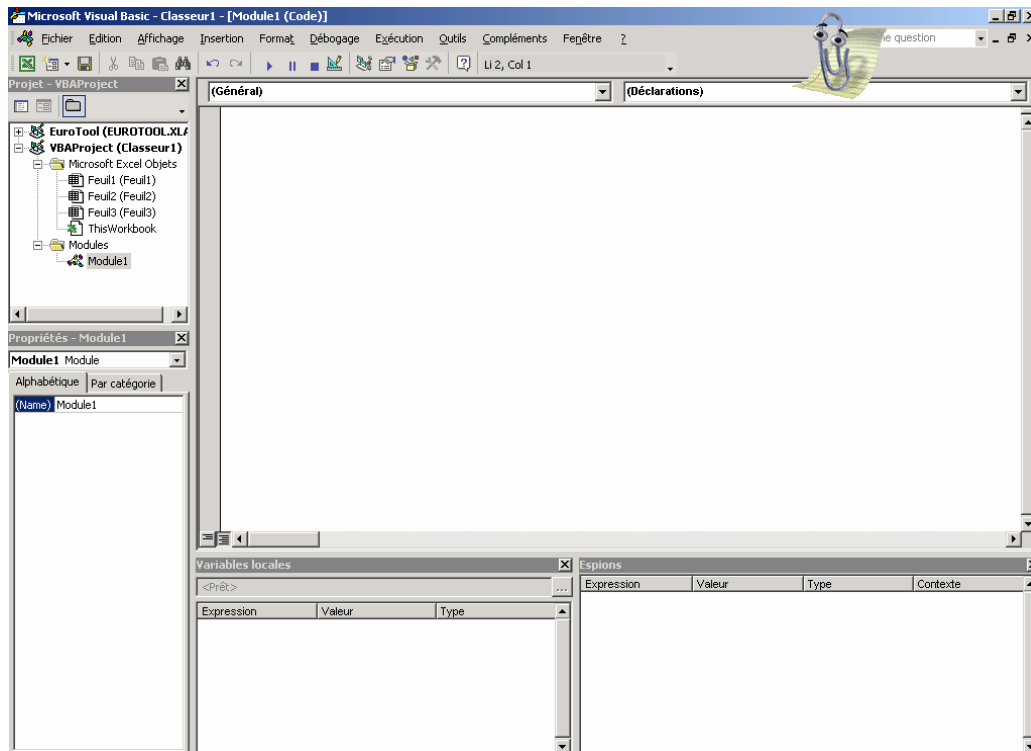 Microsoft Visual Basic - Classeur1 - [Module1 (Code)]
Fichier Edition Affichage Insertion Format Débogage Exécution Outils Compléments Fenêtre ?
ne question
Li 2, Col 1
Projet - VBAProject
(Général)
(Déclarations)
EuroTool (EUROTOOL.XLA
VBAProject (Classeur1)
Microsoft Excel Objets
Feuil1 (Feuil1)
Feuil2 (Feuil2)
Feuil3 (Feuil3)
ThisWorkbook
Modules
Module1
Propriétés - Module1
Module1 Module
Alphabétique Par catégorie
(Name) Module1
Variables locales
<Prêt>
...
Expression Valeur Type
Espions
Expression Valeur Type Contexte